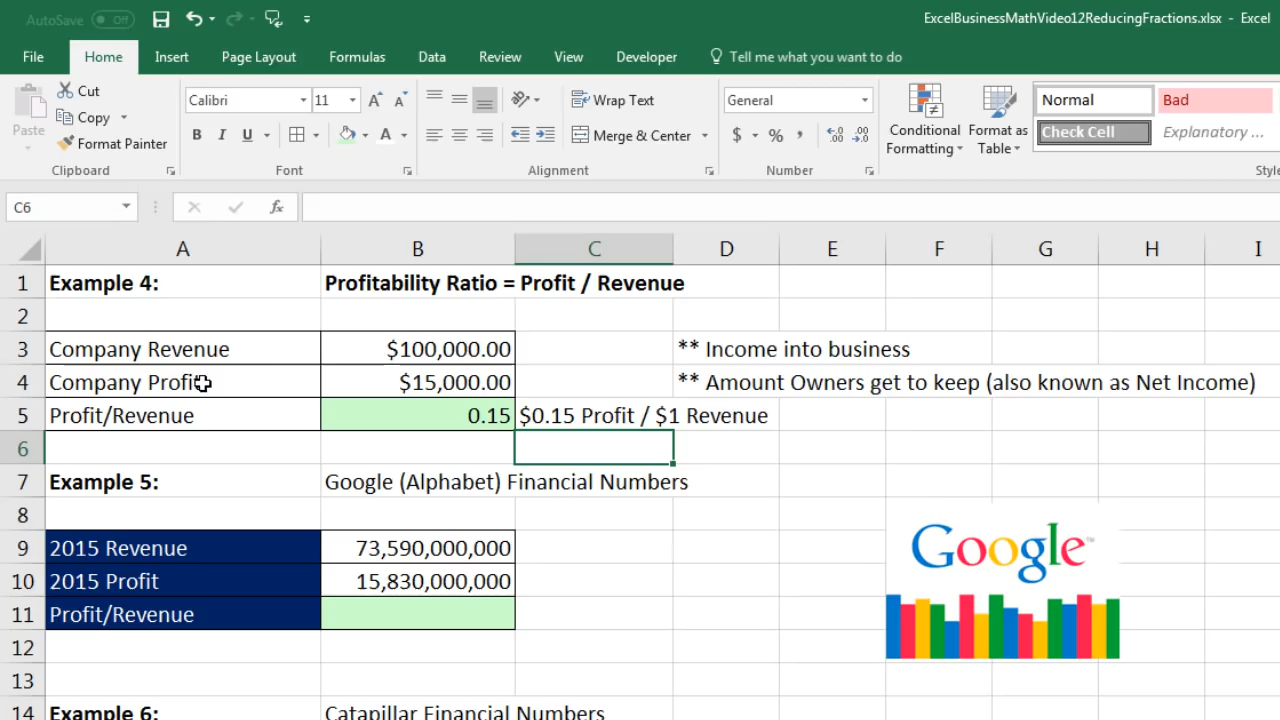 AutoSave Off ExcelBusinessMathVideo12ReducingFractions.xlsx - Excel
File Home Insert Page Layout Formulas Data Review View Developer Tell me what you want to do
Paste Cut Copy Format Painter
Clipboard
Calibri 11
B I U A
Font
Wrap Text
Merge & Center
Alignment
General
$ % ,
Number
Conditional Formatting
Format as Table
Normal Bad
Check Cell Explanatory ...
Style
C6 fx
A B C D E F G H I
1 Example 4: Profitability Ratio = Profit / Revenue
2
3 Company Revenue $100,000.00 ** Income into business
4 Company Profit $15,000.00 ** Amount Owners get to keep (also known as Net Income)
5 Profit/Revenue 0.15 $0.15 Profit / $1 Revenue
6
7 Example 5: Google (Alphabet) Financial Numbers
8
9 2015 Revenue 73,590,000,000
10 2015 Profit 15,830,000,000
11 Profit/Revenue
Google™
12
13
14 Example 6: Catapillar Financial Numbers